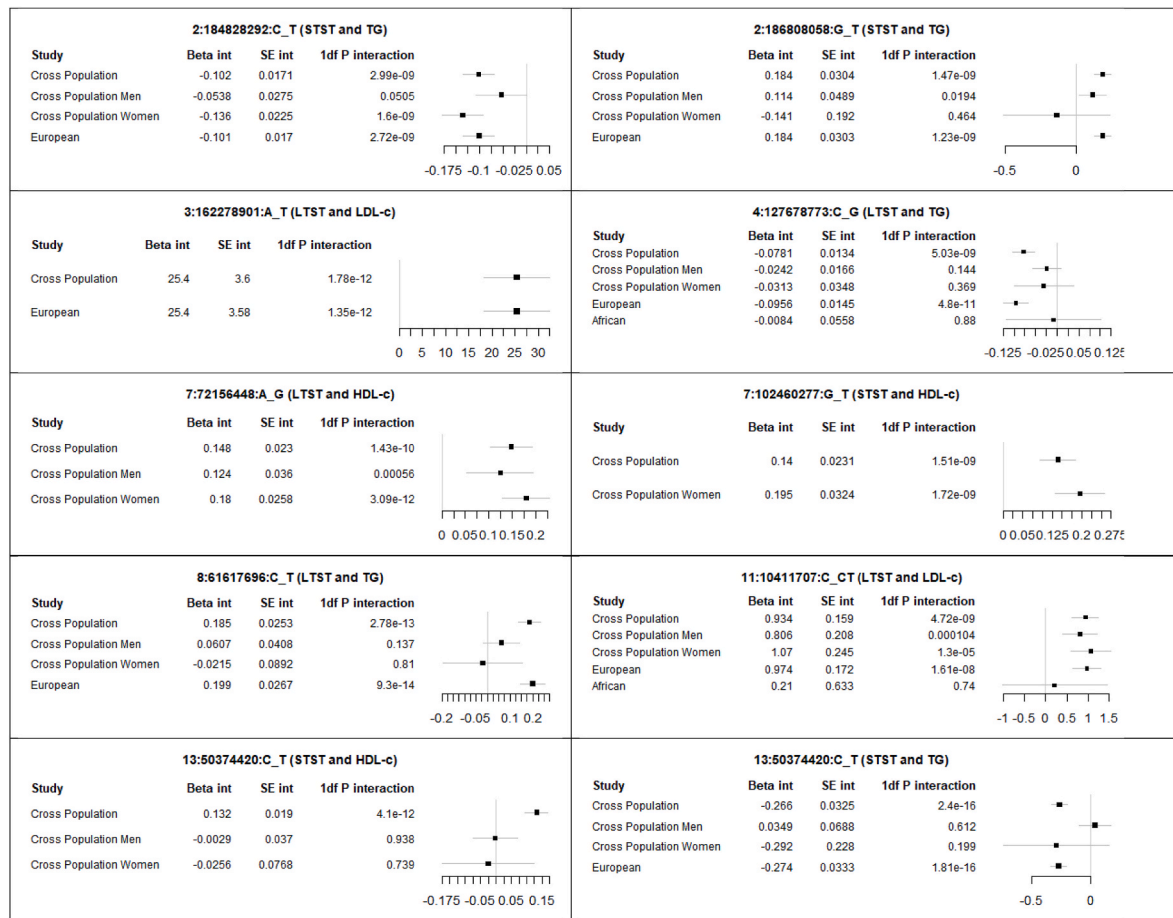 2:184828292:C_T (STST and TG)
Study Beta int SE int 1df P interaction
Cross Population -0.102 0.0171 2.99e-09
Cross Population Men -0.0538 0.0275 0.0505
Cross Population Women -0.136 0.0225 1.6e-09
European -0.101 0.017 2.72e-09
-0.175 -0.1 -0.025 0.05
2:186808058:G_T (STST and TG)
Study Beta int SE int 1df P interaction
Cross Population 0.184 0.0304 1.47e-09
Cross Population Men 0.114 0.0489 0.0194
Cross Population Women -0.141 0.192 0.464
European 0.184 0.0303 1.23e-09
-0.5 0
3:162278901:A_T (LTST and LDL-c)
Study Beta int SE int 1df P interaction
Cross Population 25.4 3.6 1.78e-12
European 25.4 3.58 1.35e-12
0 5 10 15 20 25 30
4:127678773:C_G (LTST and TG)
Study Beta int SE int 1df P interaction
Cross Population -0.0781 0.0134 5.03e-09
Cross Population Men -0.0242 0.0166 0.144
Cross Population Women -0.0313 0.0348 0.369
European -0.0956 0.0145 4.8e-11
African -0.0084 0.0558 0.88
-0.125 -0.025 0.05 0.125
7:72156448:A_G (LTST and HDL-c)
Study Beta int SE int 1df P interaction
Cross Population 0.148 0.023 1.43e-10
Cross Population Men 0.124 0.036 0.00056
Cross Population Women 0.18 0.0258 3.09e-12
0 0.05 0.1 0.15 0.2
7:102460277:G_T (STST and HDL-c)
Study Beta int SE int 1df P interaction
Cross Population 0.14 0.0231 1.51e-09
Cross Population Women 0.195 0.0324 1.72e-09
0 0.05 0.125 0.2 0.275
8:61617696:C_T (LTST and TG)
Study Beta int SE int 1df P interaction
Cross Population 0.185 0.0253 2.78e-13
Cross Population Men 0.0607 0.0408 0.137
Cross Population Women -0.0215 0.0892 0.81
European 0.199 0.0267 9.3e-14
-0.2 -0.05 0.1 0.2
11:10411707:C_CT (LTST and LDL-c)
Study Beta int SE int 1df P interaction
Cross Population 0.934 0.159 4.72e-09
Cross Population Men 0.806 0.208 0.000104
Cross Population Women 1.07 0.245 1.3e-05
European 0.974 0.172 1.61e-08
African 0.21 0.633 0.74
-1 -0.5 0 0.5 1 1.5
13:50374420:C_T (STST and HDL-c)
Study Beta int SE int 1df P interaction
Cross Population 0.132 0.019 4.1e-12
Cross Population Men -0.0029 0.037 0.938
Cross Population Women -0.0256 0.0768 0.739
-0.175 -0.05 0.05 0.15
13:50374420:C_T (STST and TG)
Study Beta int SE int 1df P interaction
Cross Population -0.266 0.0325 2.4e-16
Cross Population Men 0.0349 0.0688 0.612
Cross Population Women -0.292 0.228 0.199
European -0.274 0.0333 1.81e-16
-0.5 0